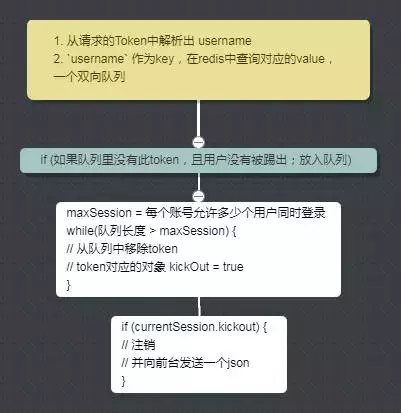 1. 从请求的Token中解析出 username
2. `username` 作为key，在redis中查询对应的value，
一个双向队列
if (如果队列里没有此token，且用户没有被踢出；放入队列)
maxSession = 每个账号允许多少个用户同时登录
while(队列长度 > maxSession) {
// 从队列中移除token
// token对应的对象 kickOut = true
}
if (currentSession.kickout) {
// 注销
// 并向前台发送一个json
}